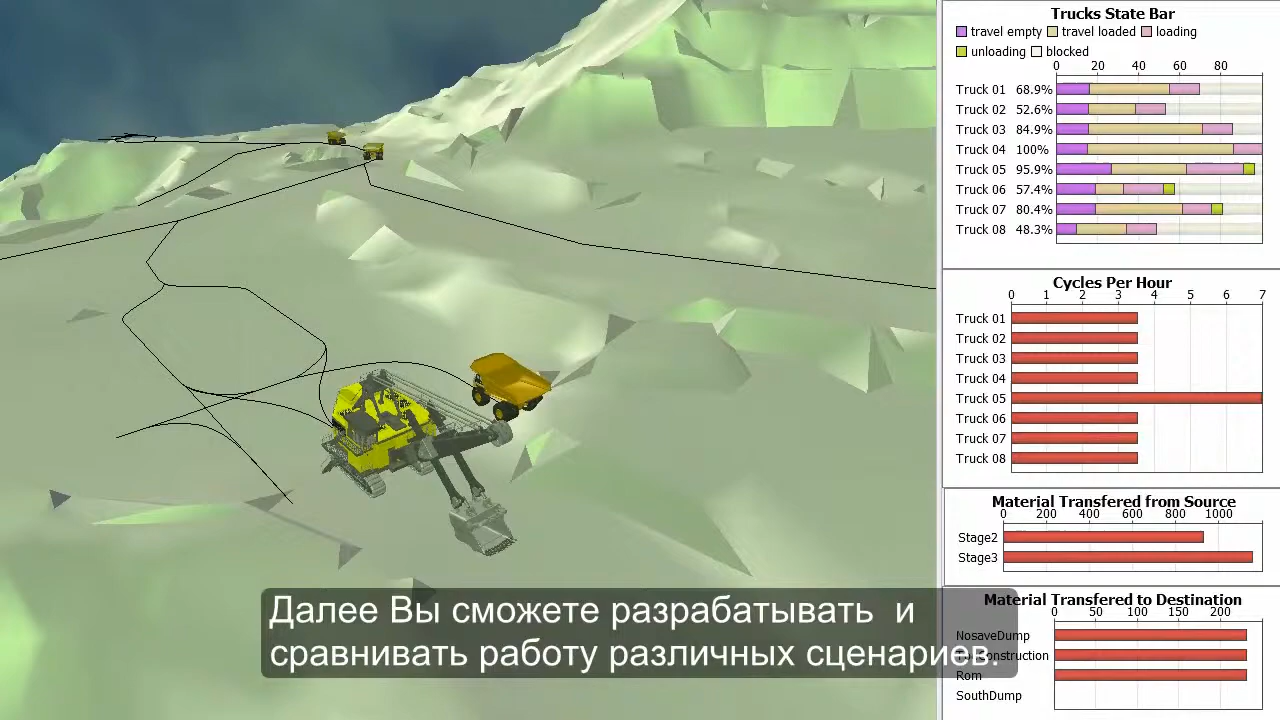 Trucks State Bar
travel empty travel loaded loading
unloading blocked
0 20 40 60 80
Truck 01 68.9%
Truck 02 52.6%
Truck 03 84.9%
Truck 04 100%
Truck 05 95.9%
Truck 06 57.4%
Truck 07 80.4%
Truck 08 48.3%
Cycles Per Hour
0 1 2 3 4 5 6 7
Truck 01
Truck 02
Truck 03
Truck 04
Truck 05
Truck 06
Truck 07
Truck 08
Material Transfered from Source
0 200 400 600 800 1000
Stage2
Stage3
Material Transfered to Destination
0 50 100 150 200
NosaveDump
onstruction
Rom
SouthDump
Далее Вы сможете разрабатывать и
сравнивать работу различных сценариев.